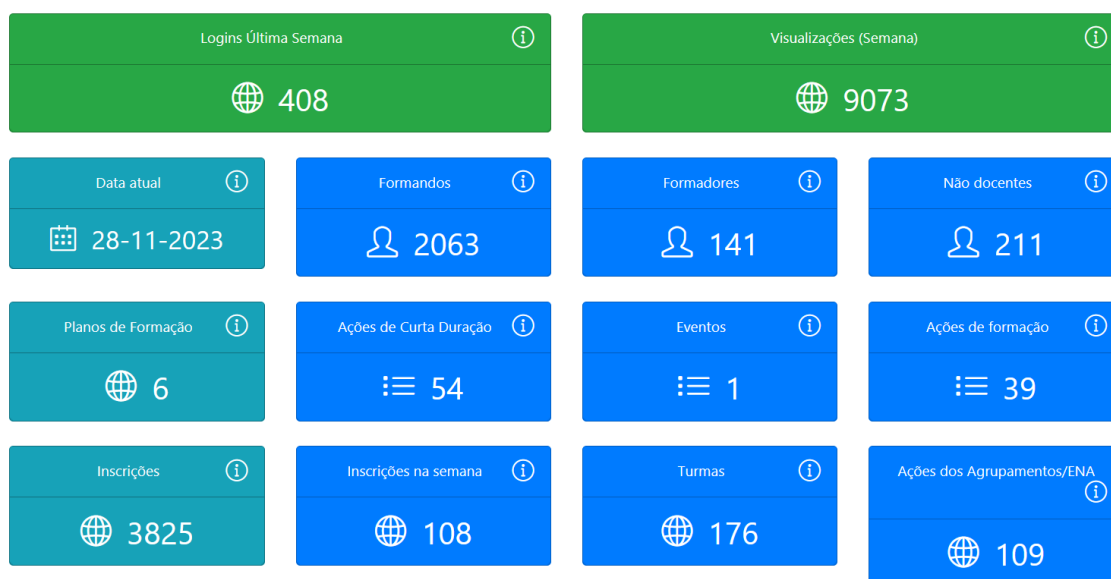 Logins Última Semana
408
Visualizações (Semana)
9073
Data atual
28-11-2023
Formandos
2063
Formadores
141
Não docentes
211
Planos de Formação
6
Ações de Curta Duração
54
Eventos
1
Ações de formação
39
Inscrições
3825
Inscrições na semana
108
Turmas
176
Ações dos Agrupamentos/ENA
109